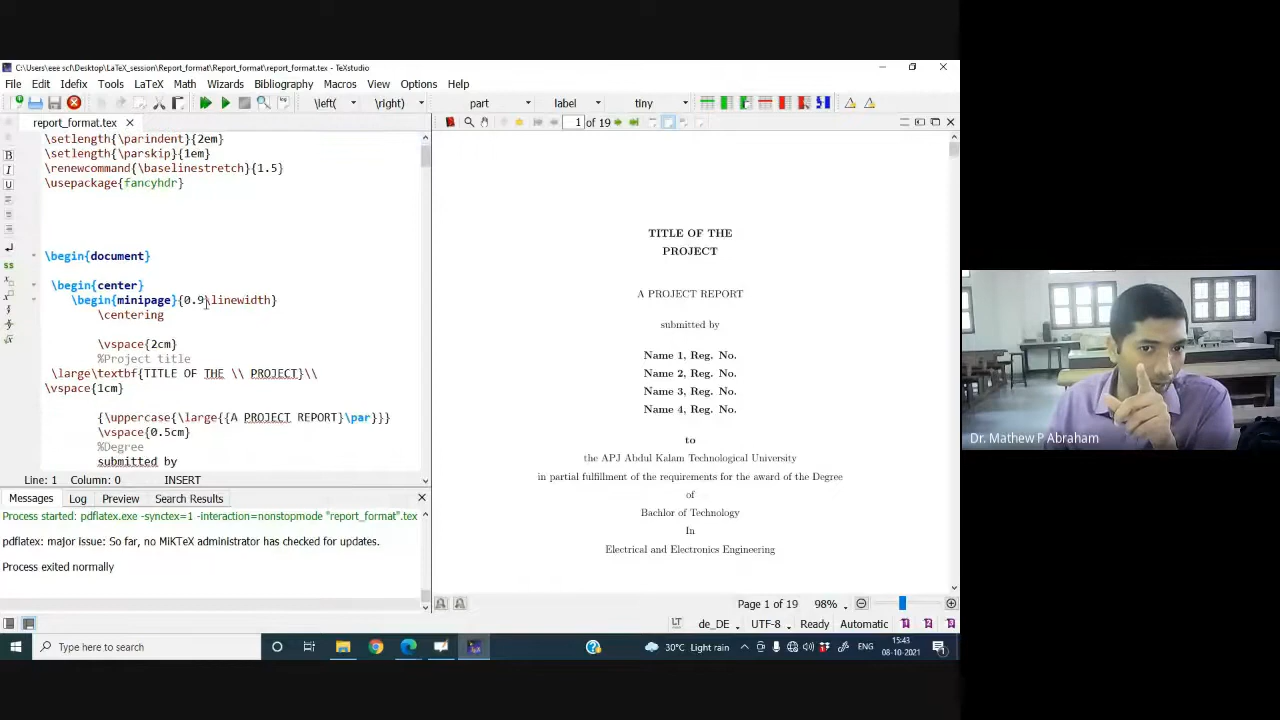 C:\Users\eee scl\Desktop\LaTeX_session\Report_format\Report_format\report_format.tex - TeXstudio
File Edit Idefix Tools LaTeX Math Wizards Bibliography Macros View Options Help
\left( \right) part label tiny
report_format.tex
1 of 19
\setlength{\parindent}{2em}
\setlength{\parskip}{1em}
\renewcommand{\baselinestretch}{1.5}
\usepackage{fancyhdr}
\begin{document}
\begin{center}
\begin{minipage}{0.9\linewidth}
\centering
\vspace{2cm}
%Project title
\large\textbf{TITLE OF THE \\ PROJECT}\\
\vspace{1cm}
{\uppercase{\large{{A PROJECT REPORT}\par}}}
\vspace{0.5cm}
%Degree
submitted by
Line: 1 Column: 0 INSERT
Messages Log Preview Search Results
Process started: pdflatex.exe -synctex=1 -interaction=nonstopmode "report_format".tex
pdflatex: major issue: So far, no MiKTeX administrator has checked for updates.
Process exited normally
TITLE OF THE
PROJECT
A PROJECT REPORT
submitted by
Name 1, Reg. No.
Name 2, Reg. No.
Name 3, Reg. No.
Name 4, Reg. No.
to
the APJ Abdul Kalam Technological University
in partial fulfillment of the requirements for the award of the Degree
of
Bachlor of Technology
In
Electrical and Electronics Engineering
Page 1 of 19 98%
LT de_DE UTF-8 Ready Automatic
Type here to search
30°C Light rain ENG 15:43
08-10-2021
Dr. Mathew P Abraham